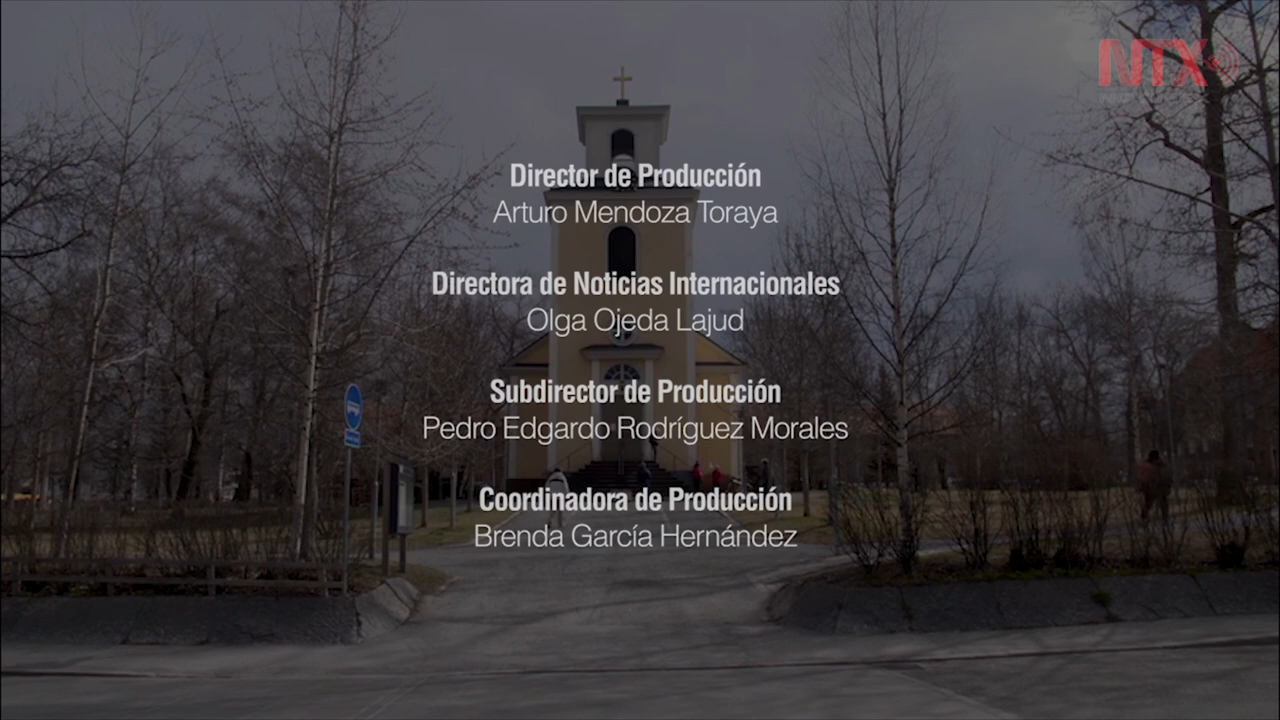 NTX
Director de Producción
Arturo Mendoza Toraya
Directora de Noticias Internacionales
Olga Ojeda Lajud
Subdirector de Producción
Pedro Edgardo Rodríguez Morales
Coordinadora de Producción
Brenda García Hernández